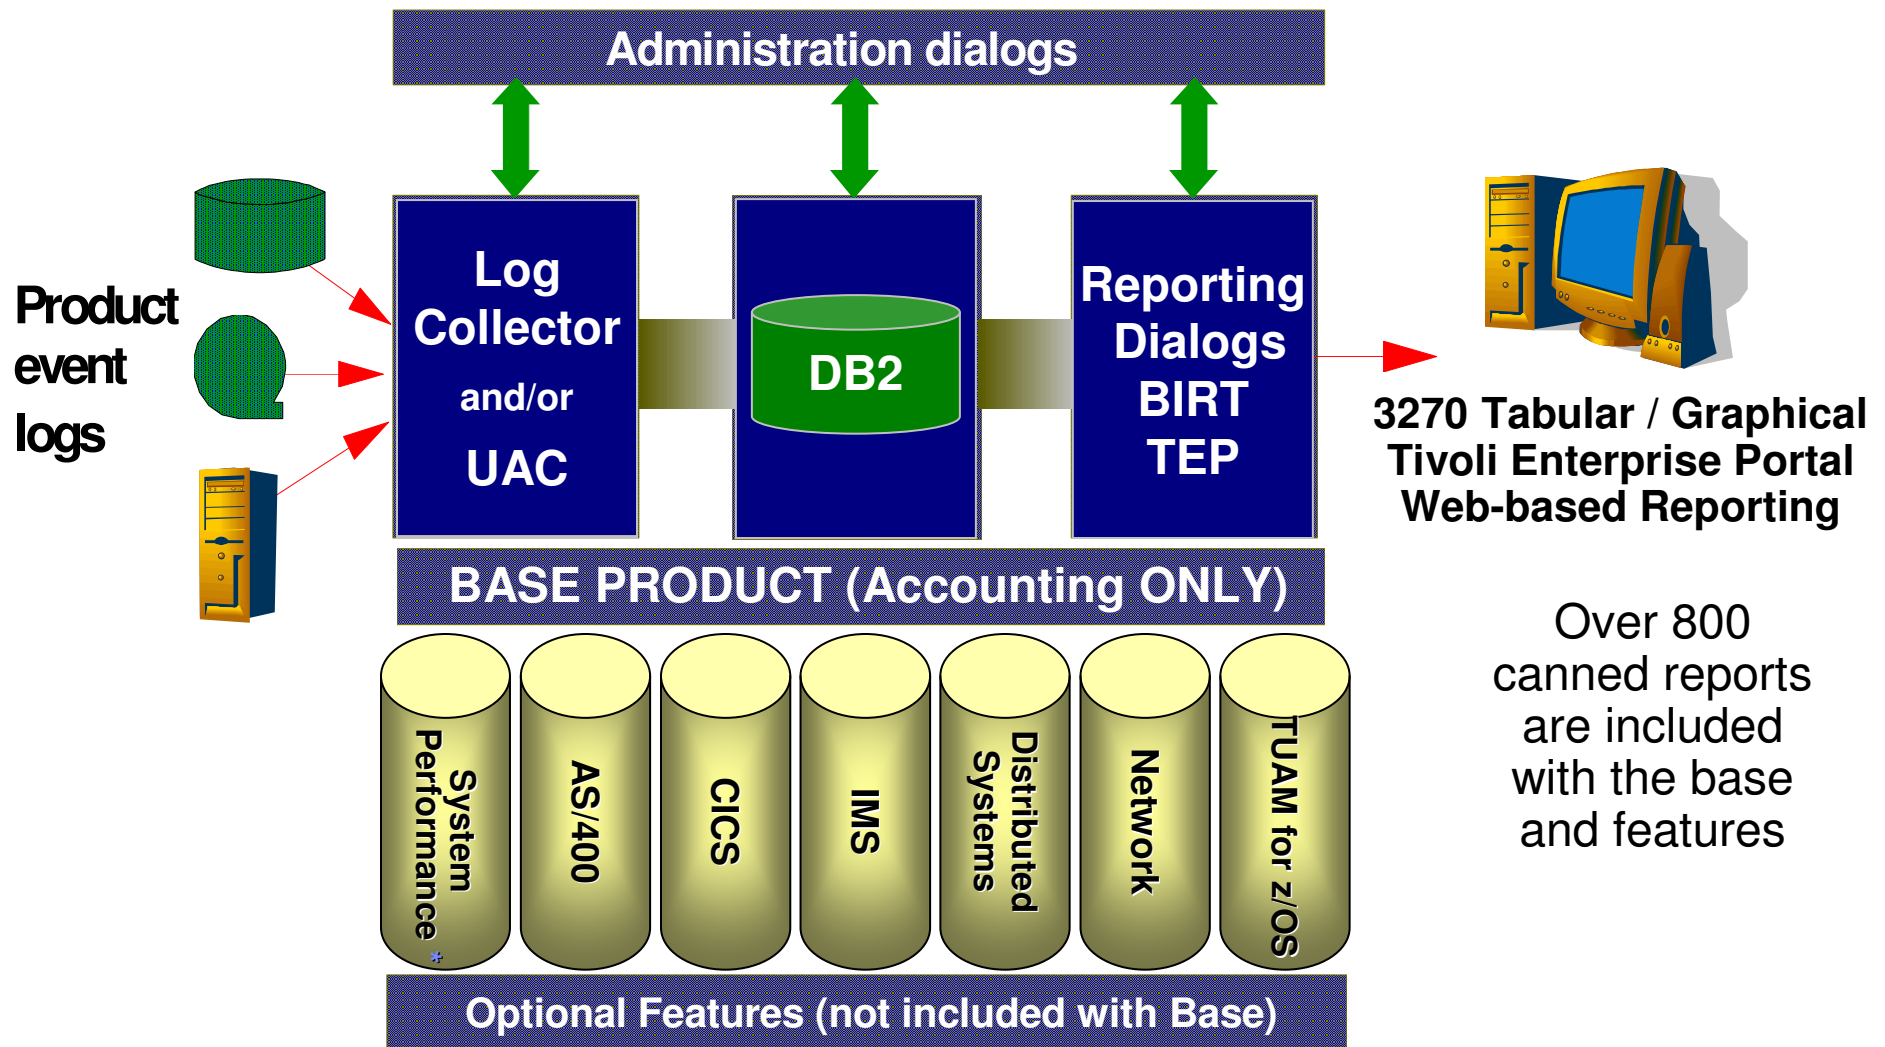 Administration dialogs
Product
event
logs
Log
Collector
and/or
UAC
DB2
Reporting
Dialogs
BIRT
TEP
3270 Tabular / Graphical
Tivoli Enterprise Portal
Web-based Reporting
BASE PRODUCT (Accounting ONLY)
Over 800
canned reports
are included
with the base
and features
System
Performance *
AS/400
CICS
IMS
Distributed
Systems
Network
TUAM for z/OS
Optional Features (not included with Base)